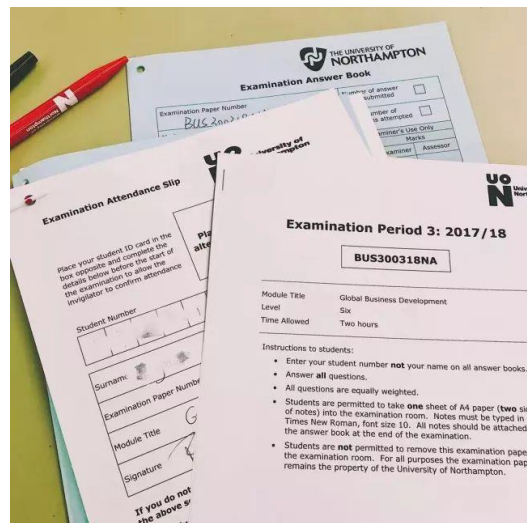 THE UNIVERSITY OF
NORTHAMPTON
Examination Answer Book
Examination Paper Number
Number of answer
submitted
number of
attempted
Examiner's Use Only
Marks
Examiner Assessor
UO
University of
Northampton
Examination Attendance Slip
Place your student ID card in the
box opposite and complete the
details below before the start of
the examination to allow the
invigilator to confirm attendance
Pla
alte
Student Number
Surname
Examination Paper Numbe
Module Title G
Signature
If you do not
the above s
UO
N
Univer
Nor
Examination Period 3: 2017/18
BUS300318NA
Module Title Global Business Development
Level Six
Time Allowed Two hours
Instructions to students:
• Enter your student number not your name on all answer books.
• Answer all questions.
• All questions are equally weighted.
• Students are permitted to take one sheet of A4 paper (two si
of notes) into the examination room. Notes must be typed in
Times New Roman, font size 10. All notes should be attached
the answer book at the end of the examination.
• Students are not permitted to remove this examination pape
the examination room. For all purposes the examination pap
remains the property of the University of Northampton.